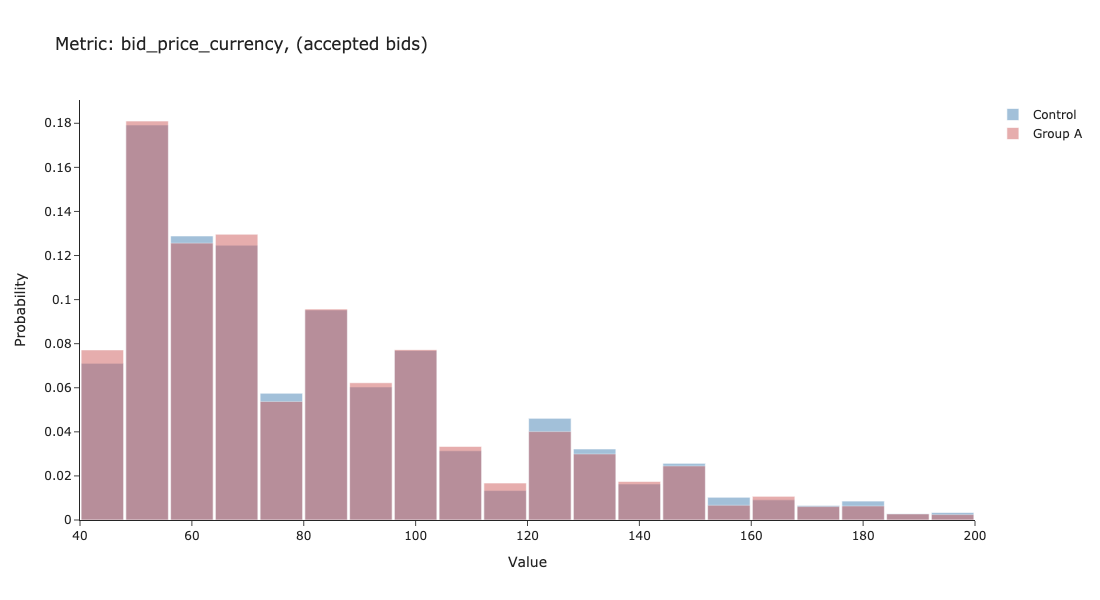 Metric: bid_price_currency, (accepted bids)
Control
Group A
0.18
0.16
0.14
0.12
0.1
0.08
0.06
0.04
0.02
0
Probability
40 60 80 100 120 140 160 180 200
Value